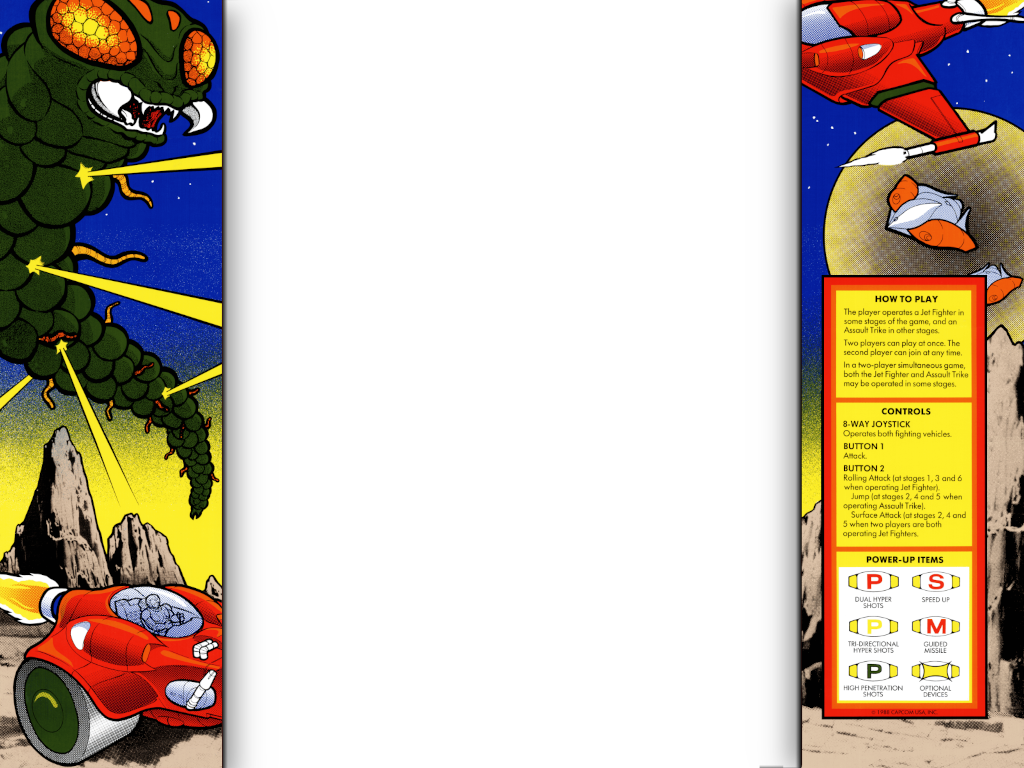 HOW TO PLAY
The player operates a Jet Fighter in
some stages of the game, and an
Assault Trike in other stages.
Two players can play at once. The
second player can join at any time.
In a two-player simultaneous game,
both the Jet Fighter and Assault Trike
may be operated in some stages.
CONTROLS
8-WAY JOYSTICK
Operates both fighting vehicles.
BUTTON 1
Attack.
BUTTON 2
Rolling Attack (at stages 1, 3 and 6
when operating Jet Fighter).
Jump (at stages 2, 4 and 5 when
operating Assault Trike).
Surface Attack (at stages 2, 4 and
5 when two players are both
operating Jet Fighters.
POWER-UP ITEMS
P S
DUAL HYPER SHOTS
SPEED UP
P M
TRI-DIRECTIONAL HYPER SHOTS
GUIDED MISSILE
P
HIGH PENETRATION SHOTS
OPTIONAL DEVICES
© 1988 CAPCOM USA, INC.